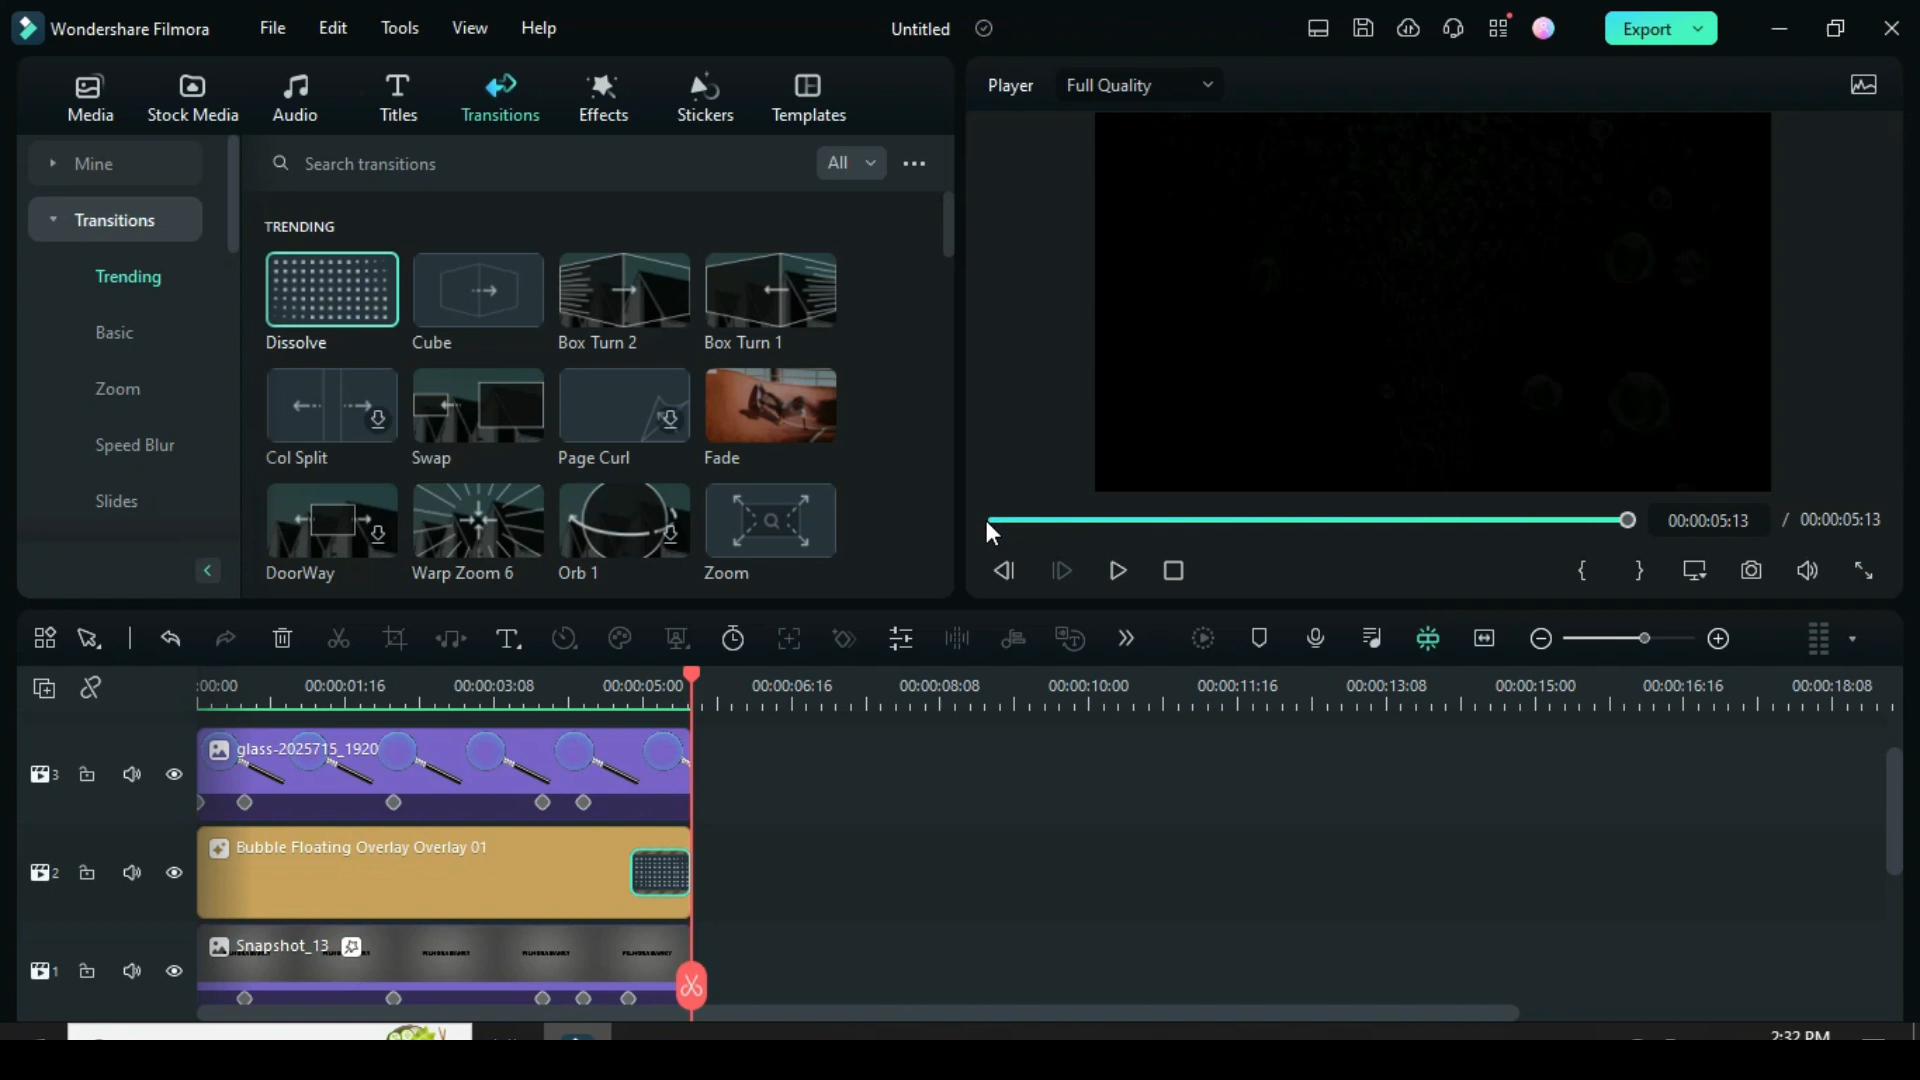 Wondershare Filmora
File
Edit
Tools
View
Help
Untitled
Export
Media
Stock Media
Audio
Titles
Transitions
Effects
Stickers
Templates
Player
Full Quality
Mine
Search transitions
All
Transitions
TRENDING
Trending
Basic
Zoom
Speed Blur
Slides
Dissolve
Cube
Box Turn 2
Box Turn 1
Col Split
Swap
Page Curl
Fade
DoorWay
Warp Zoom 6
Orb 1
Zoom
00:00:05:13 / 00:00:05:13
:00:00
00:00:01:16
00:00:03:08
00:00:05:00
00:00:06:16
00:00:08:08
00:00:10:00
00:00:11:16
00:00:13:08
00:00:15:00
00:00:16:16
00:00:18:08
glass-2025715_1920
3
Bubble Floating Overlay Overlay 01
2
Snapshot_13
1
2:32 PM